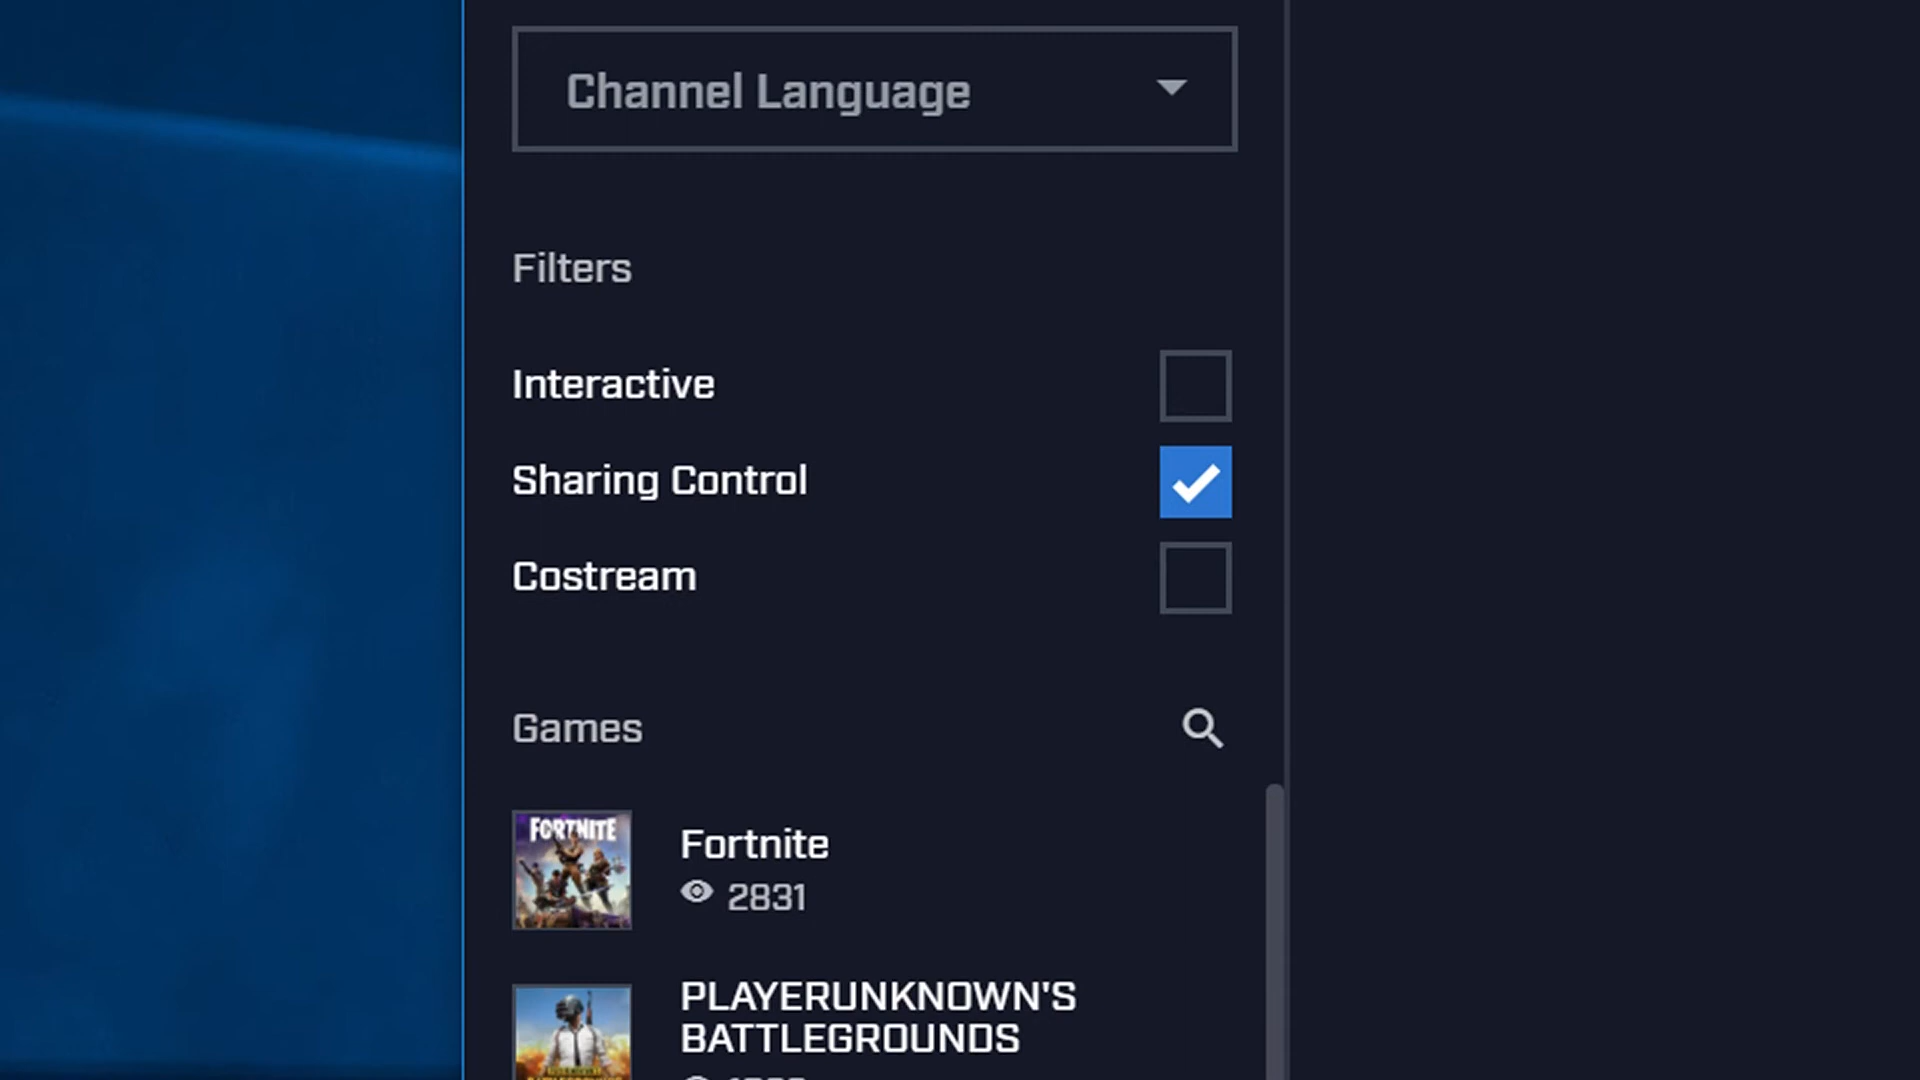 Channel Language
Filters
Interactive
Sharing Control
Costream
Games
FORTNITE
Fortnite
2831
PLAYERUNKNOWN'S
BATTLEGROUNDS